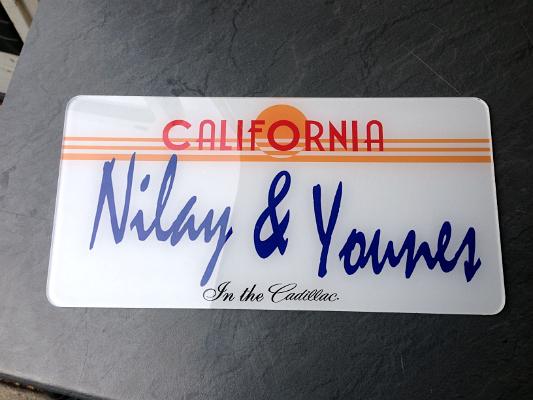 CALIFORNIA
Nilay & Younes
In the Cadillac.